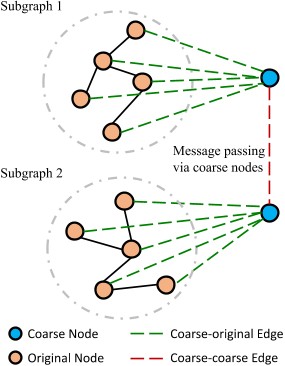 Subgraph 1
Message passing
via coarse nodes
Subgraph 2
Coarse Node
Coarse-original Edge
Original Node
Coarse-coarse Edge